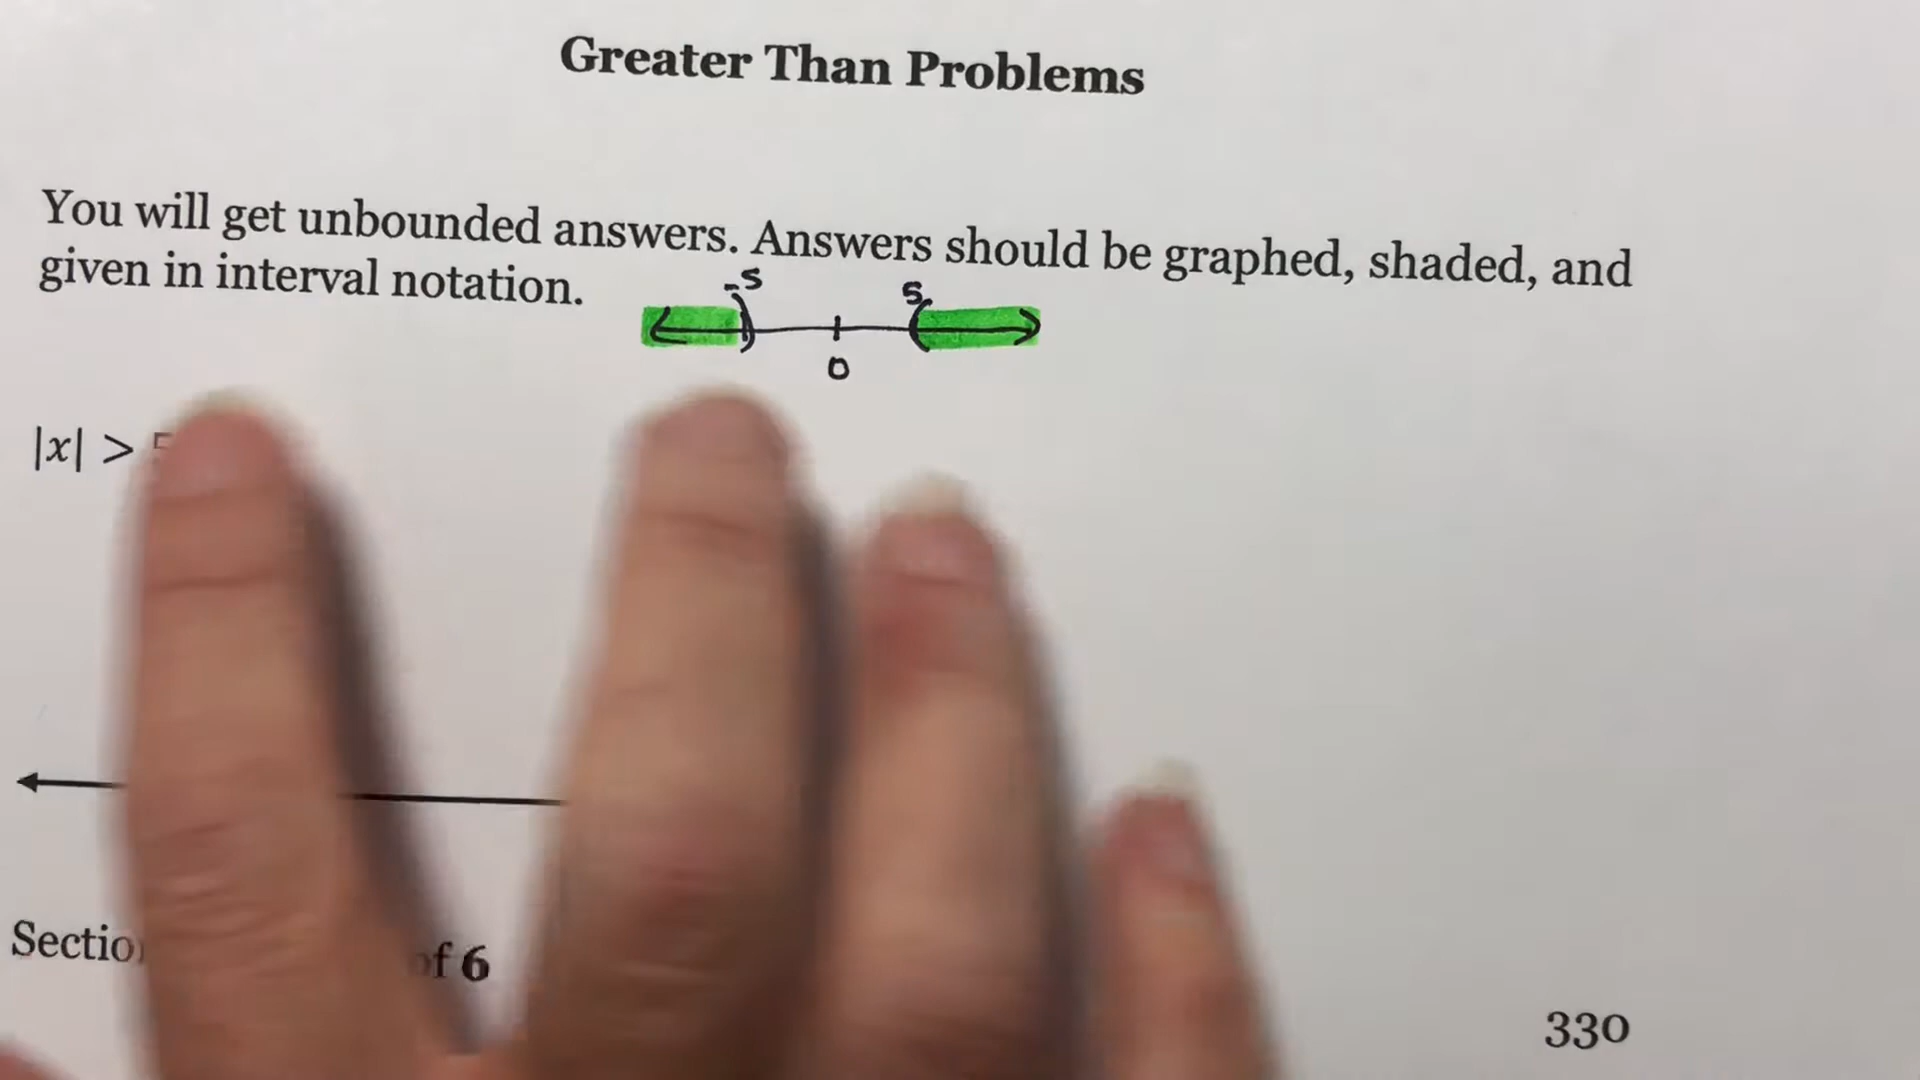 Greater Than Problems
You will get unbounded answers. Answers should be graphed, shaded, and
given in interval notation.
-5 5
0
|x| >
of 6
330